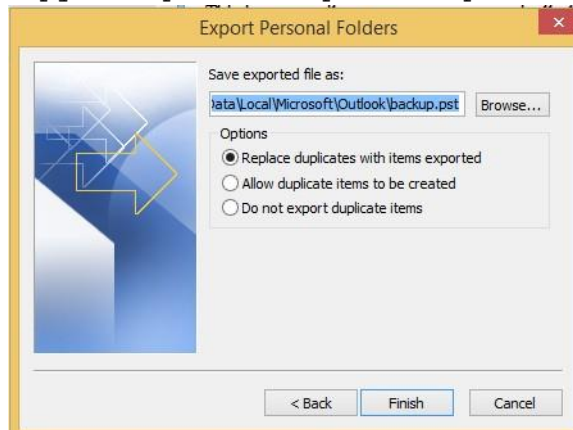 Export Personal Folders
Save exported file as:
Data\Local\Microsoft\Outlook\backup.pst
Browse...
Options
Replace duplicates with items exported
Allow duplicate items to be created
Do not export duplicate items
< Back
Finish
Cancel